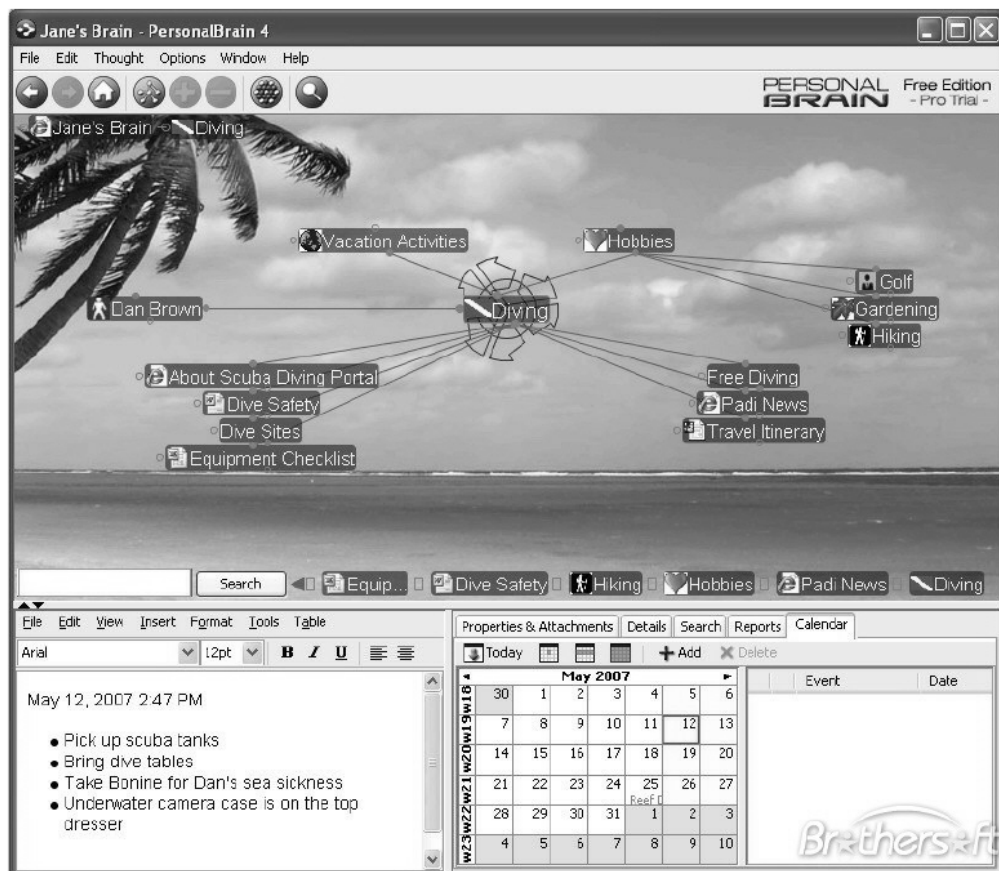 Jane's Brain - PersonalBrain 4
File Edit Thought Options Window Help
PERSONAL BRAIN Free Edition - Pro Trial -
Jane's Brain Diving
Vacation Activities
Hobbies
Golf
Dan Brown
Diving
Gardening
Hiking
About Scuba Diving Portal
Free Diving
Dive Safety
Padi News
Dive Sites
Travel Itinerary
Equipment Checklist
Search Equip... Dive Safety Hiking Hobbies Padi News Diving
File Edit View Insert Format Tools Table
Arial 12pt B I U
May 12, 2007 2:47 PM
Pick up scuba tanks
Bring dive tables
Take Bonine for Dan's sea sickness
Underwater camera case is on the top
dresser
Properties & Attachments Details Search Reports Calendar
Today Add Delete
May 2007 Event Date
w18 30 1 2 3 4 5 6
w19 7 8 9 10 11 12 13
w20 14 15 16 17 18 19 20
w21 21 22 23 24 25 26 27
Reef D
w22 28 29 30 31 1 2 3
w23 4 5 6 7 8 9 10
Brothersoft